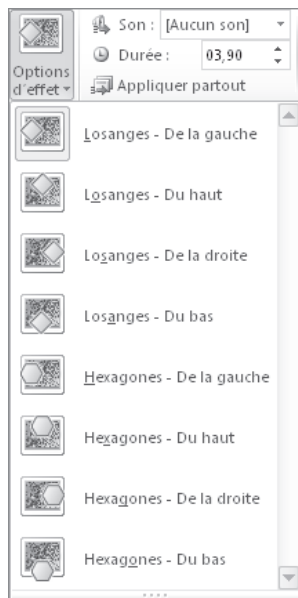 Son : [Aucun son]
Durée : 03,90
Options d'effet
Appliquer partout
Losanges - De la gauche
Losanges - Du haut
Losanges - De la droite
Losanges - Du bas
Hexagones - De la gauche
Hexagones - Du haut
Hexagones - De la droite
Hexagones - Du bas